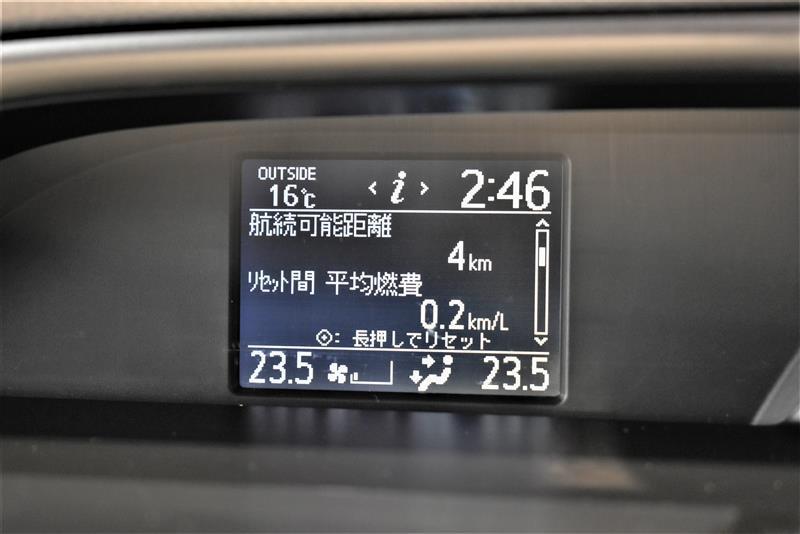 OUTSIDE
16℃
< i > 2:46
航続可能距離
4km
ﾘｾｯﾄ間 平均燃費
0.2km/L
: 長押しでリセット
23.5 23.5